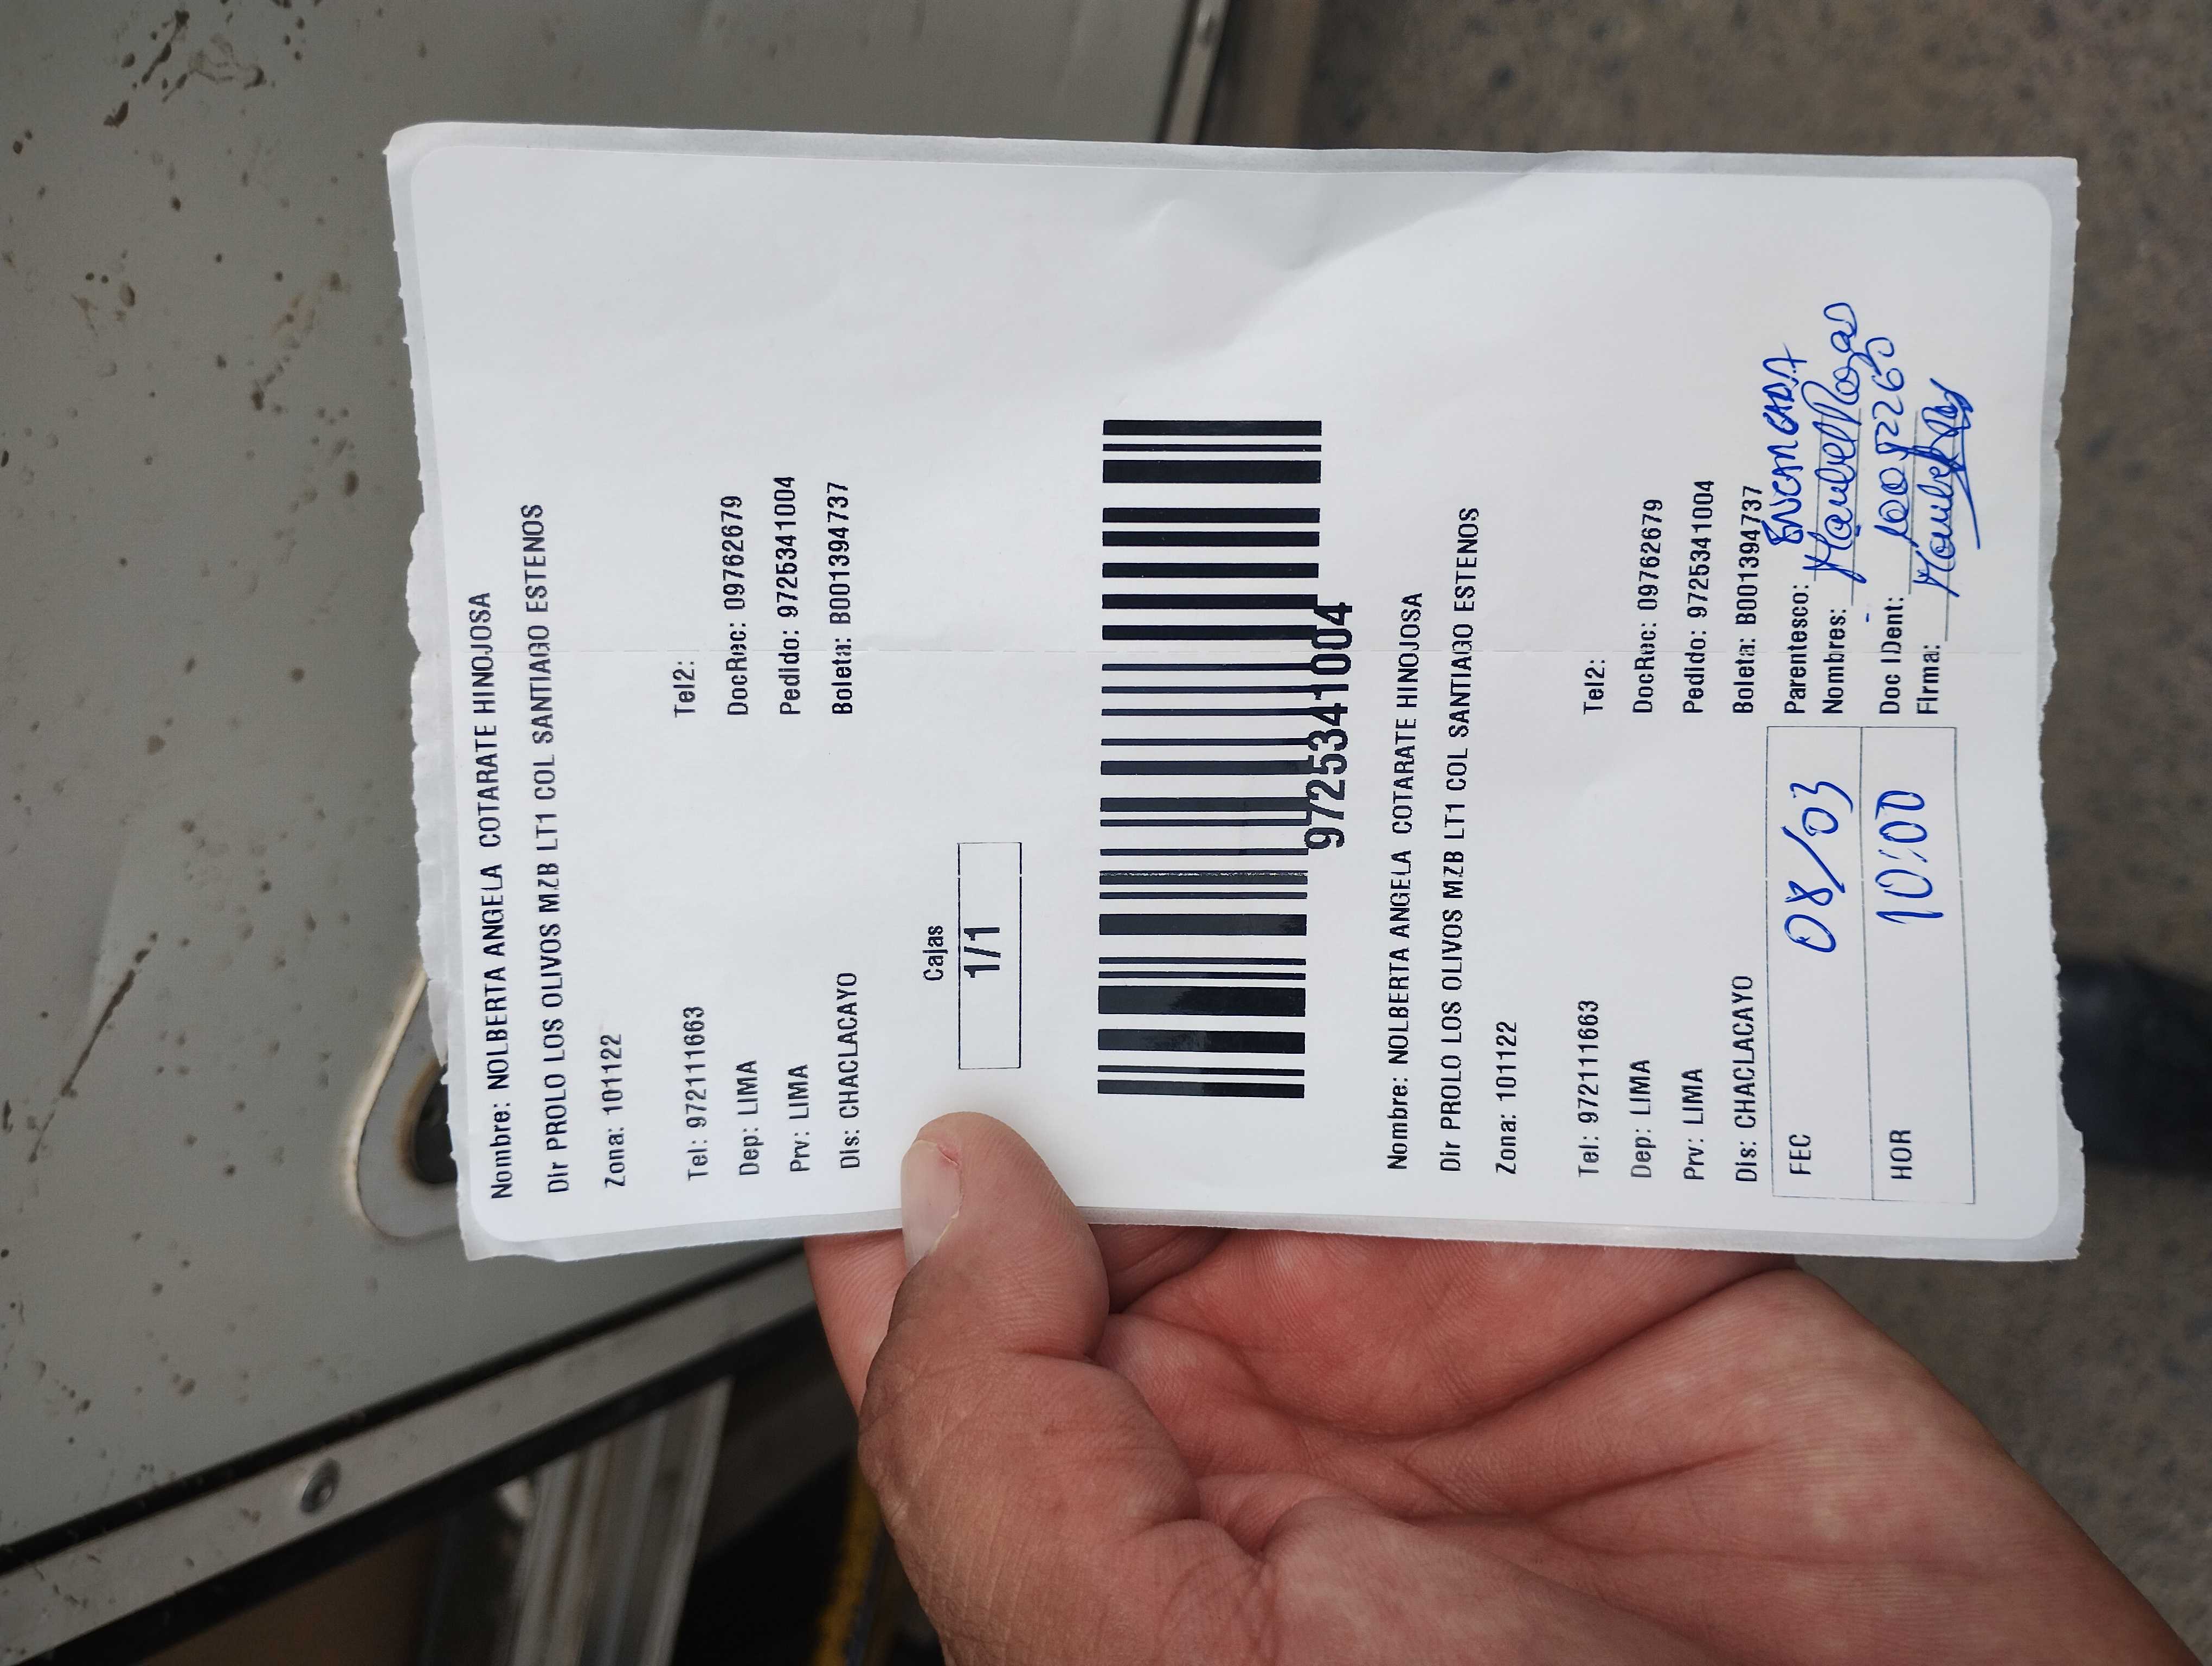 Nombre: NOLBERTA ANGELA COTARATE HINOJOSA
Dir PROLO LOS OLIVOS MZB LT1 COL SANTIAGO ESTENOS
Zona: 101122
Tel: 972111663 Tel2:
Dep: LIMA DocRec: 09762679
Prv: LIMA Pedido: 9725341004
Dis: CHACLACAYO Boleta: B001394737
Cajas
1/1
9725341004
Nombre: NOLBERTA ANGELA COTARATE HINOJOSA
Dir PROLO LOS OLIVOS MZB LT1 COL SANTIAGO ESTENOS
Zona: 101122
Tel: 972111663 Tel2:
Dep: LIMA DocRec: 09762679
Prv: LIMA Pedido: 9725341004
Dis: CHACLACAYO Boleta: B001394737
FEC 08/03 Parentesco:
Nombres: Rojas
HOR 10:00 Doc IDent:
Firma: